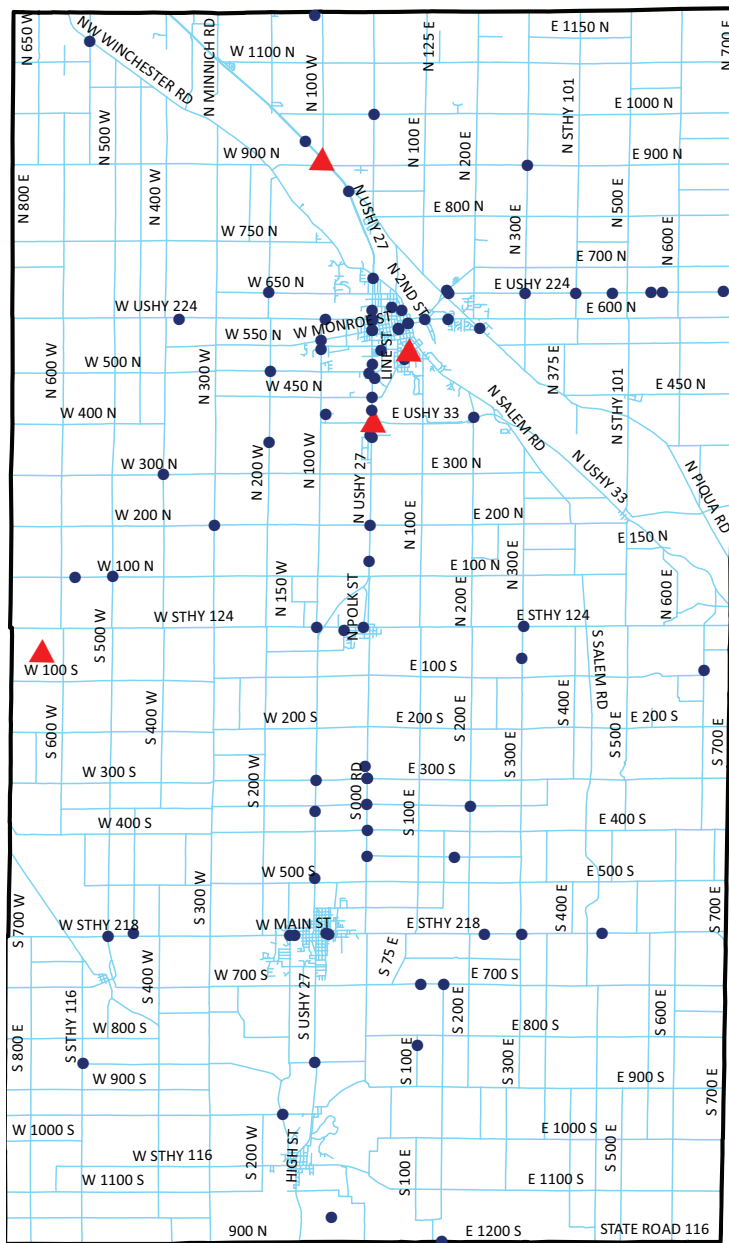 N 650 W
NW WINCHESTER RD
N MINNICH RD
N 125 E
E 1150 N
N 700 E
W 1100 N
N 100 W
N 500 W
E 1000 N
N STHY 101
N 100 E
W 900 N
N 200 E
E 900 N
N 800 E
N 400 W
N USHY 27
E 800 N
N 300 E
N 500 E
N 600 E
W 750 N
E 700 N
N 2ND ST
W 650 N
E USHY 224
W USHY 224
E 600 N
W MONROE ST
W 550 N
LINE ST
N 600 W
W 500 N
N 300 W
N 375 E
W 450 N
E 450 N
N SALEM RD
N STHY 101
W 400 N
E USHY 33
N 100 W
N 200 W
W 300 N
N USHY 27
E 300 N
N USHY 33
N PIQUA RD
W 200 N
N 100 E
E 200 N
E 150 N
W 100 N
N 150 W
E 100 N
N 300 E
N 600 E
N POLK ST
N 200 E
W STHY 124
E STHY 124
S 500 W
S SALEM RD
W 100 S
E 100 S
S 600 W
S 400 W
S 400 E
W 200 S
E 200 S
S 200 E
E 200 S
S 500 E
S 700 E
S 300 E
W 300 S
S 200 W
S 000 RD
E 300 S
S 100 E
W 400 S
E 400 S
W 500 S
E 500 S
S 300 W
S 700 W
W STHY 218
W MAIN ST
E STHY 218
S 400 E
S 700 E
S 400 W
W 700 S
S 75 E
E 700 S
S USHY 27
S STHY 116
S 200 E
S 600 E
W 800 S
E 800 S
S 800 E
S 100 E
S 300 E
W 900 S
E 900 S
S 700 E
W 1000 S
E 1000 S
S 500 E
W STHY 116
S 200 W
HIGH ST
S 100 E
W 1100 S
E 1100 S
900 N
E 1200 S
STATE ROAD 116